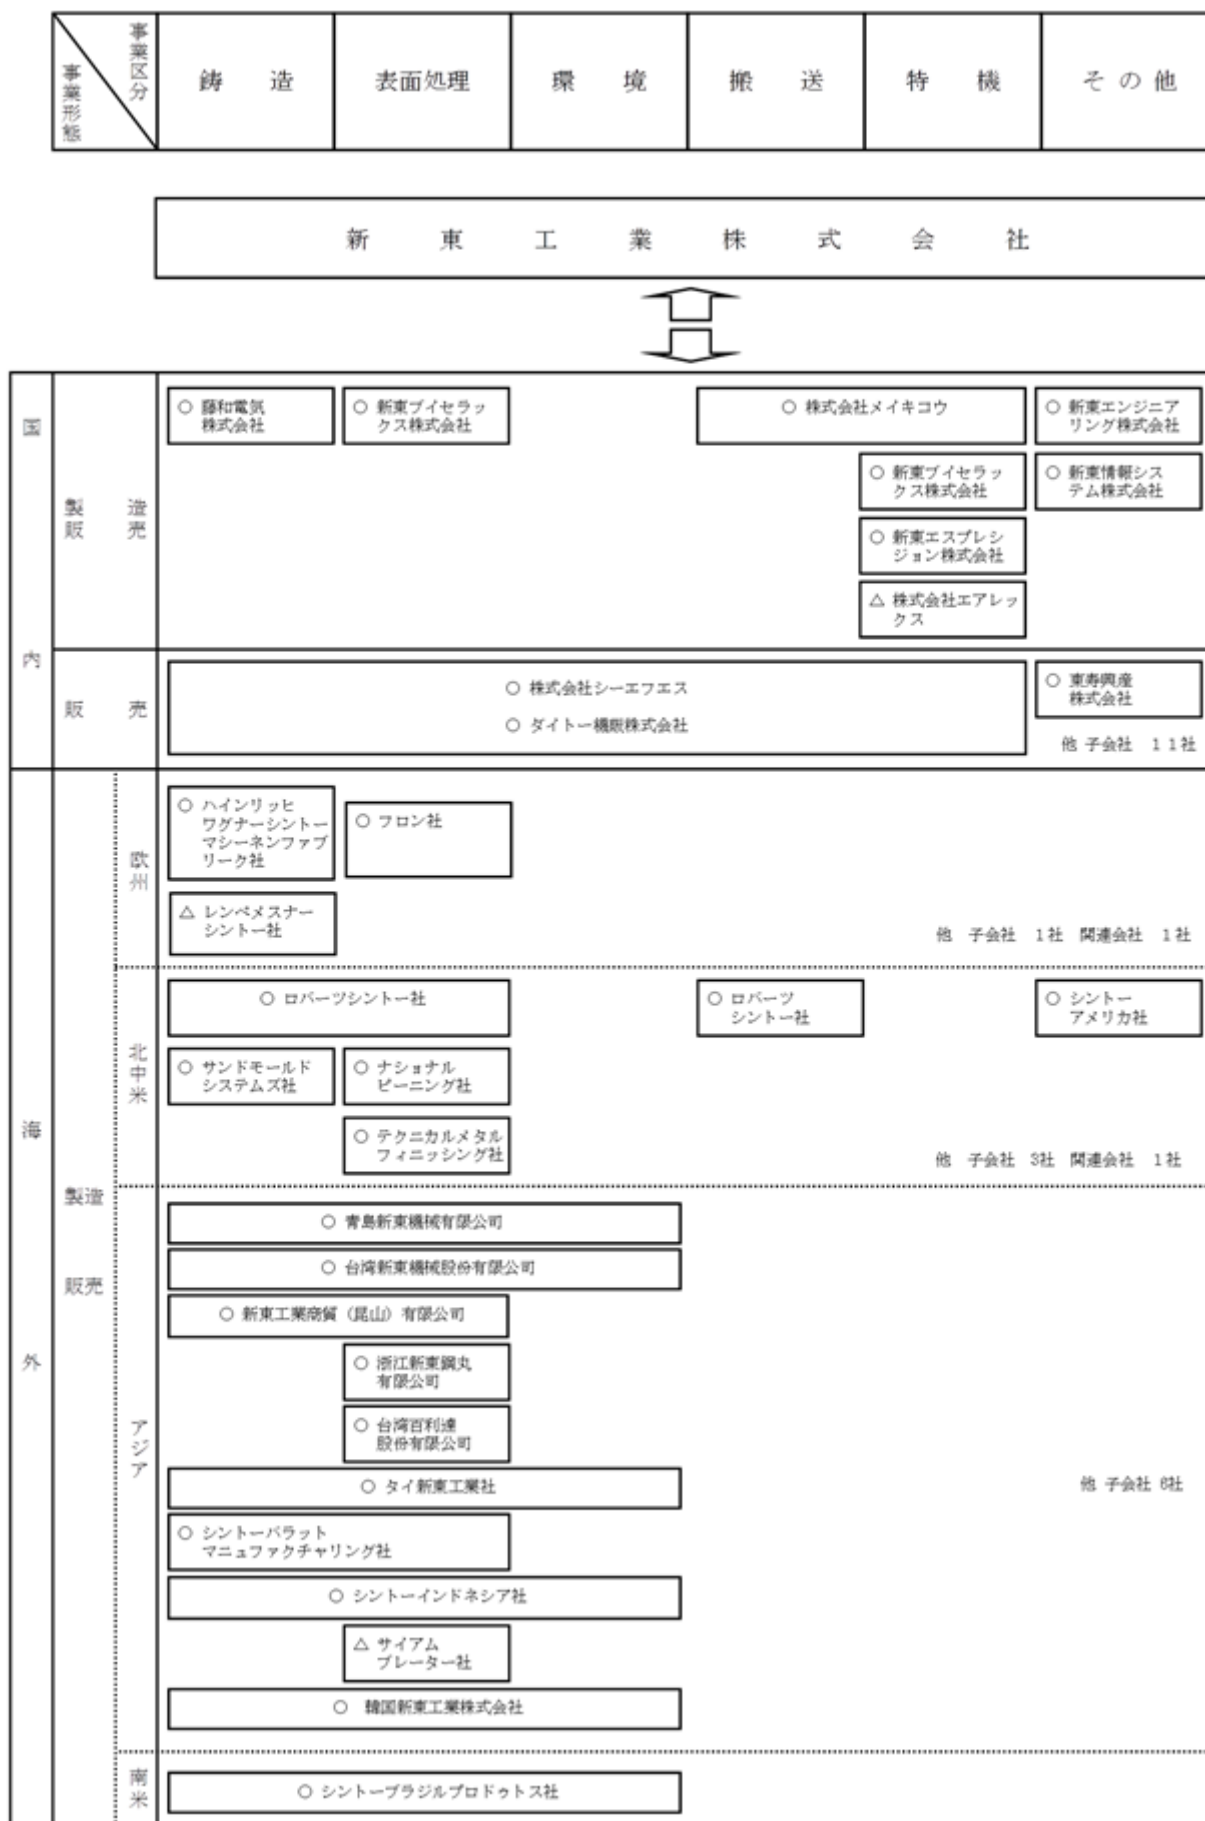 事業区分
事業形態
鋳　　造
表面処理
環　　境
搬　　送
特　　機
その他
新　東　工　業　株　式　会　社
国　　内
製　　造
販　　売
○ 藤和電気
株式会社
○ 新東ブイセラッ
クス株式会社
○ 株式会社メイキコウ
○ 新東エンジニア
リング株式会社
○ 新東ブイセラッ
クス株式会社
○ 新東情報シス
テム株式会社
○ 新東エスプレシ
ジョン株式会社
△ 株式会社エアレッ
クス
販　　売
○ 株式会社シーエフエス
○ ダイトー機販株式会社
○ 東寿興産
株式会社
他 子会社　１１社
海　　外
製造
販売
欧州
○ ハインリッヒ
ワグナーシントー
マシーネンファブ
リーク社
○ フロン社
△ レンペメスナー
シントー社
他　子会社　１社　関連会社　１社
北中米
○ ロバーツシントー社
○ ロバーツ
シントー社
○ シントー
アメリカ社
○ サンドモールド
システムズ社
○ ナショナル
ピーニング社
○ テクニカルメタル
フィニッシング社
他　子会社　3社　関連会社　１社
アジア
○ 青島新東機械有限公司
○ 台湾新東機械股份有限公司
○ 新東工業商貿（昆山）有限公司
○ 浙江新東鋼丸
有限公司
○ 台湾百利達
股份有限公司
○ タイ新東工業社
他 子会社 6社
○ シントーバラット
マニュファクチャリング社
○ シントーインドネシア社
△ サイアム
ブレーター社
○ 韓国新東工業株式会社
南米
○ シントーブラジルプロドゥトス社